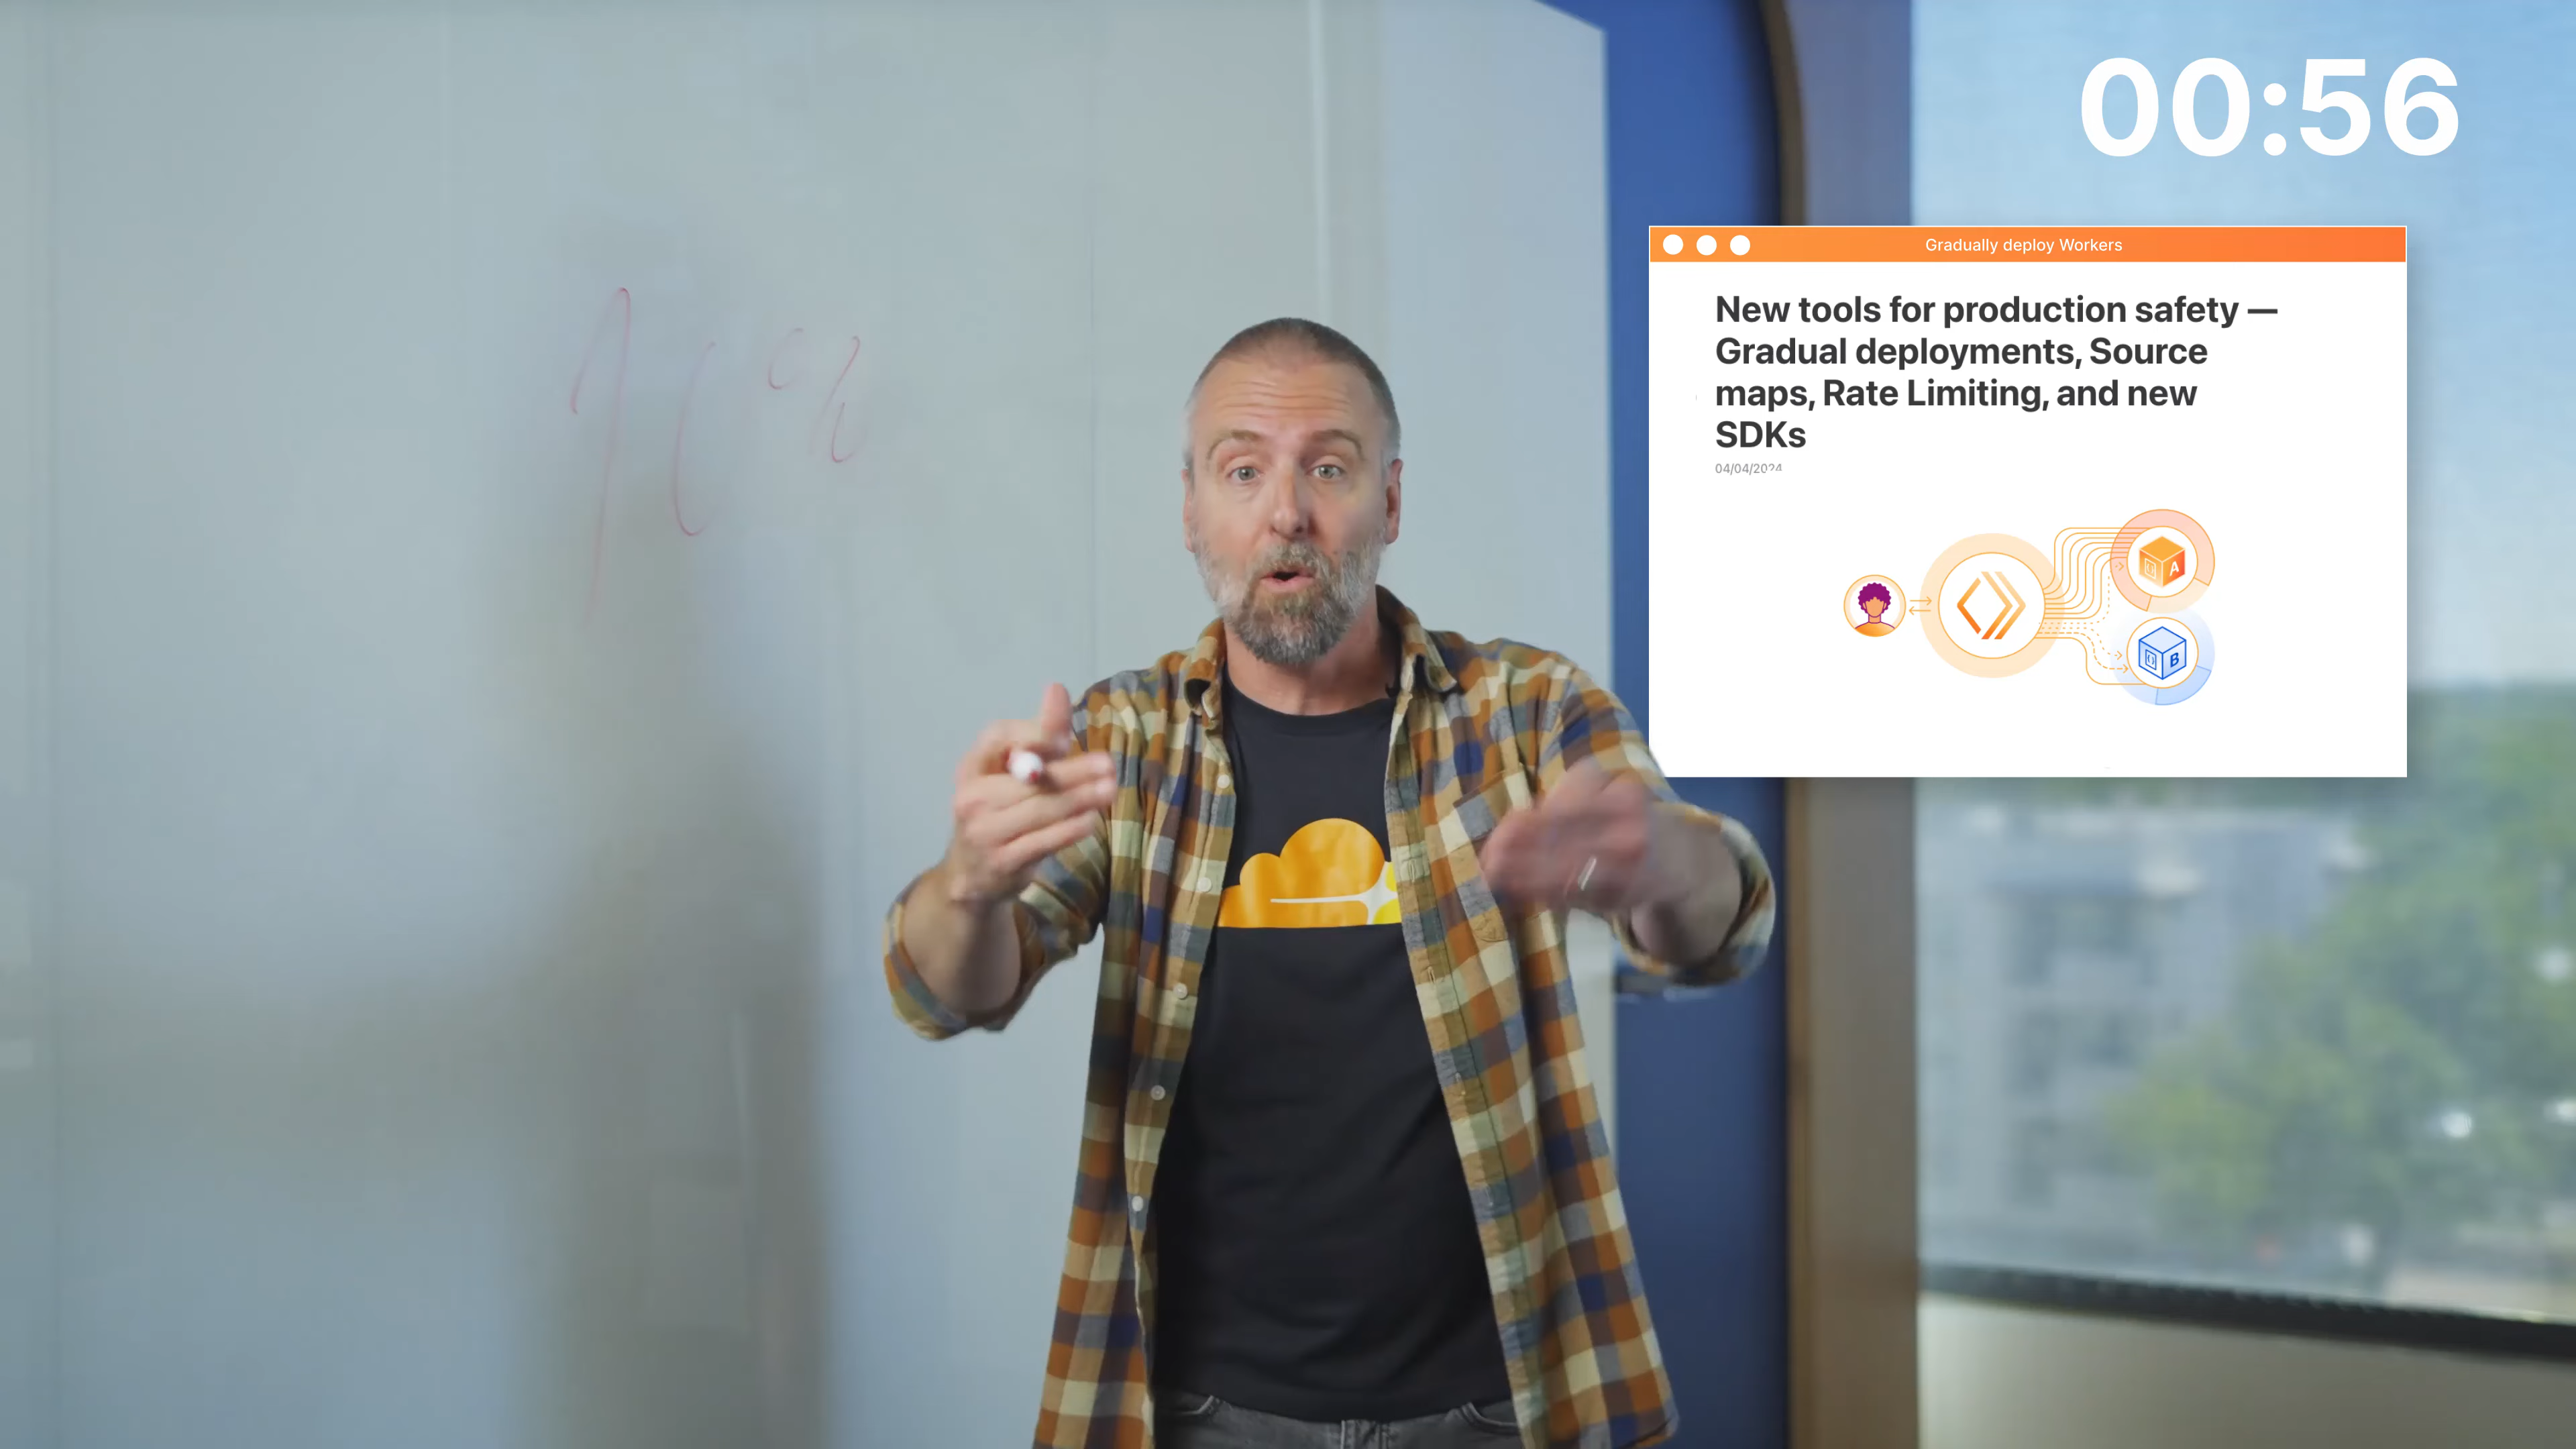 00:56
Gradually deploy Workers
New tools for production safety —
Gradual deployments, Source
maps, Rate Limiting, and new
SDKs
04/04/2024
A
B